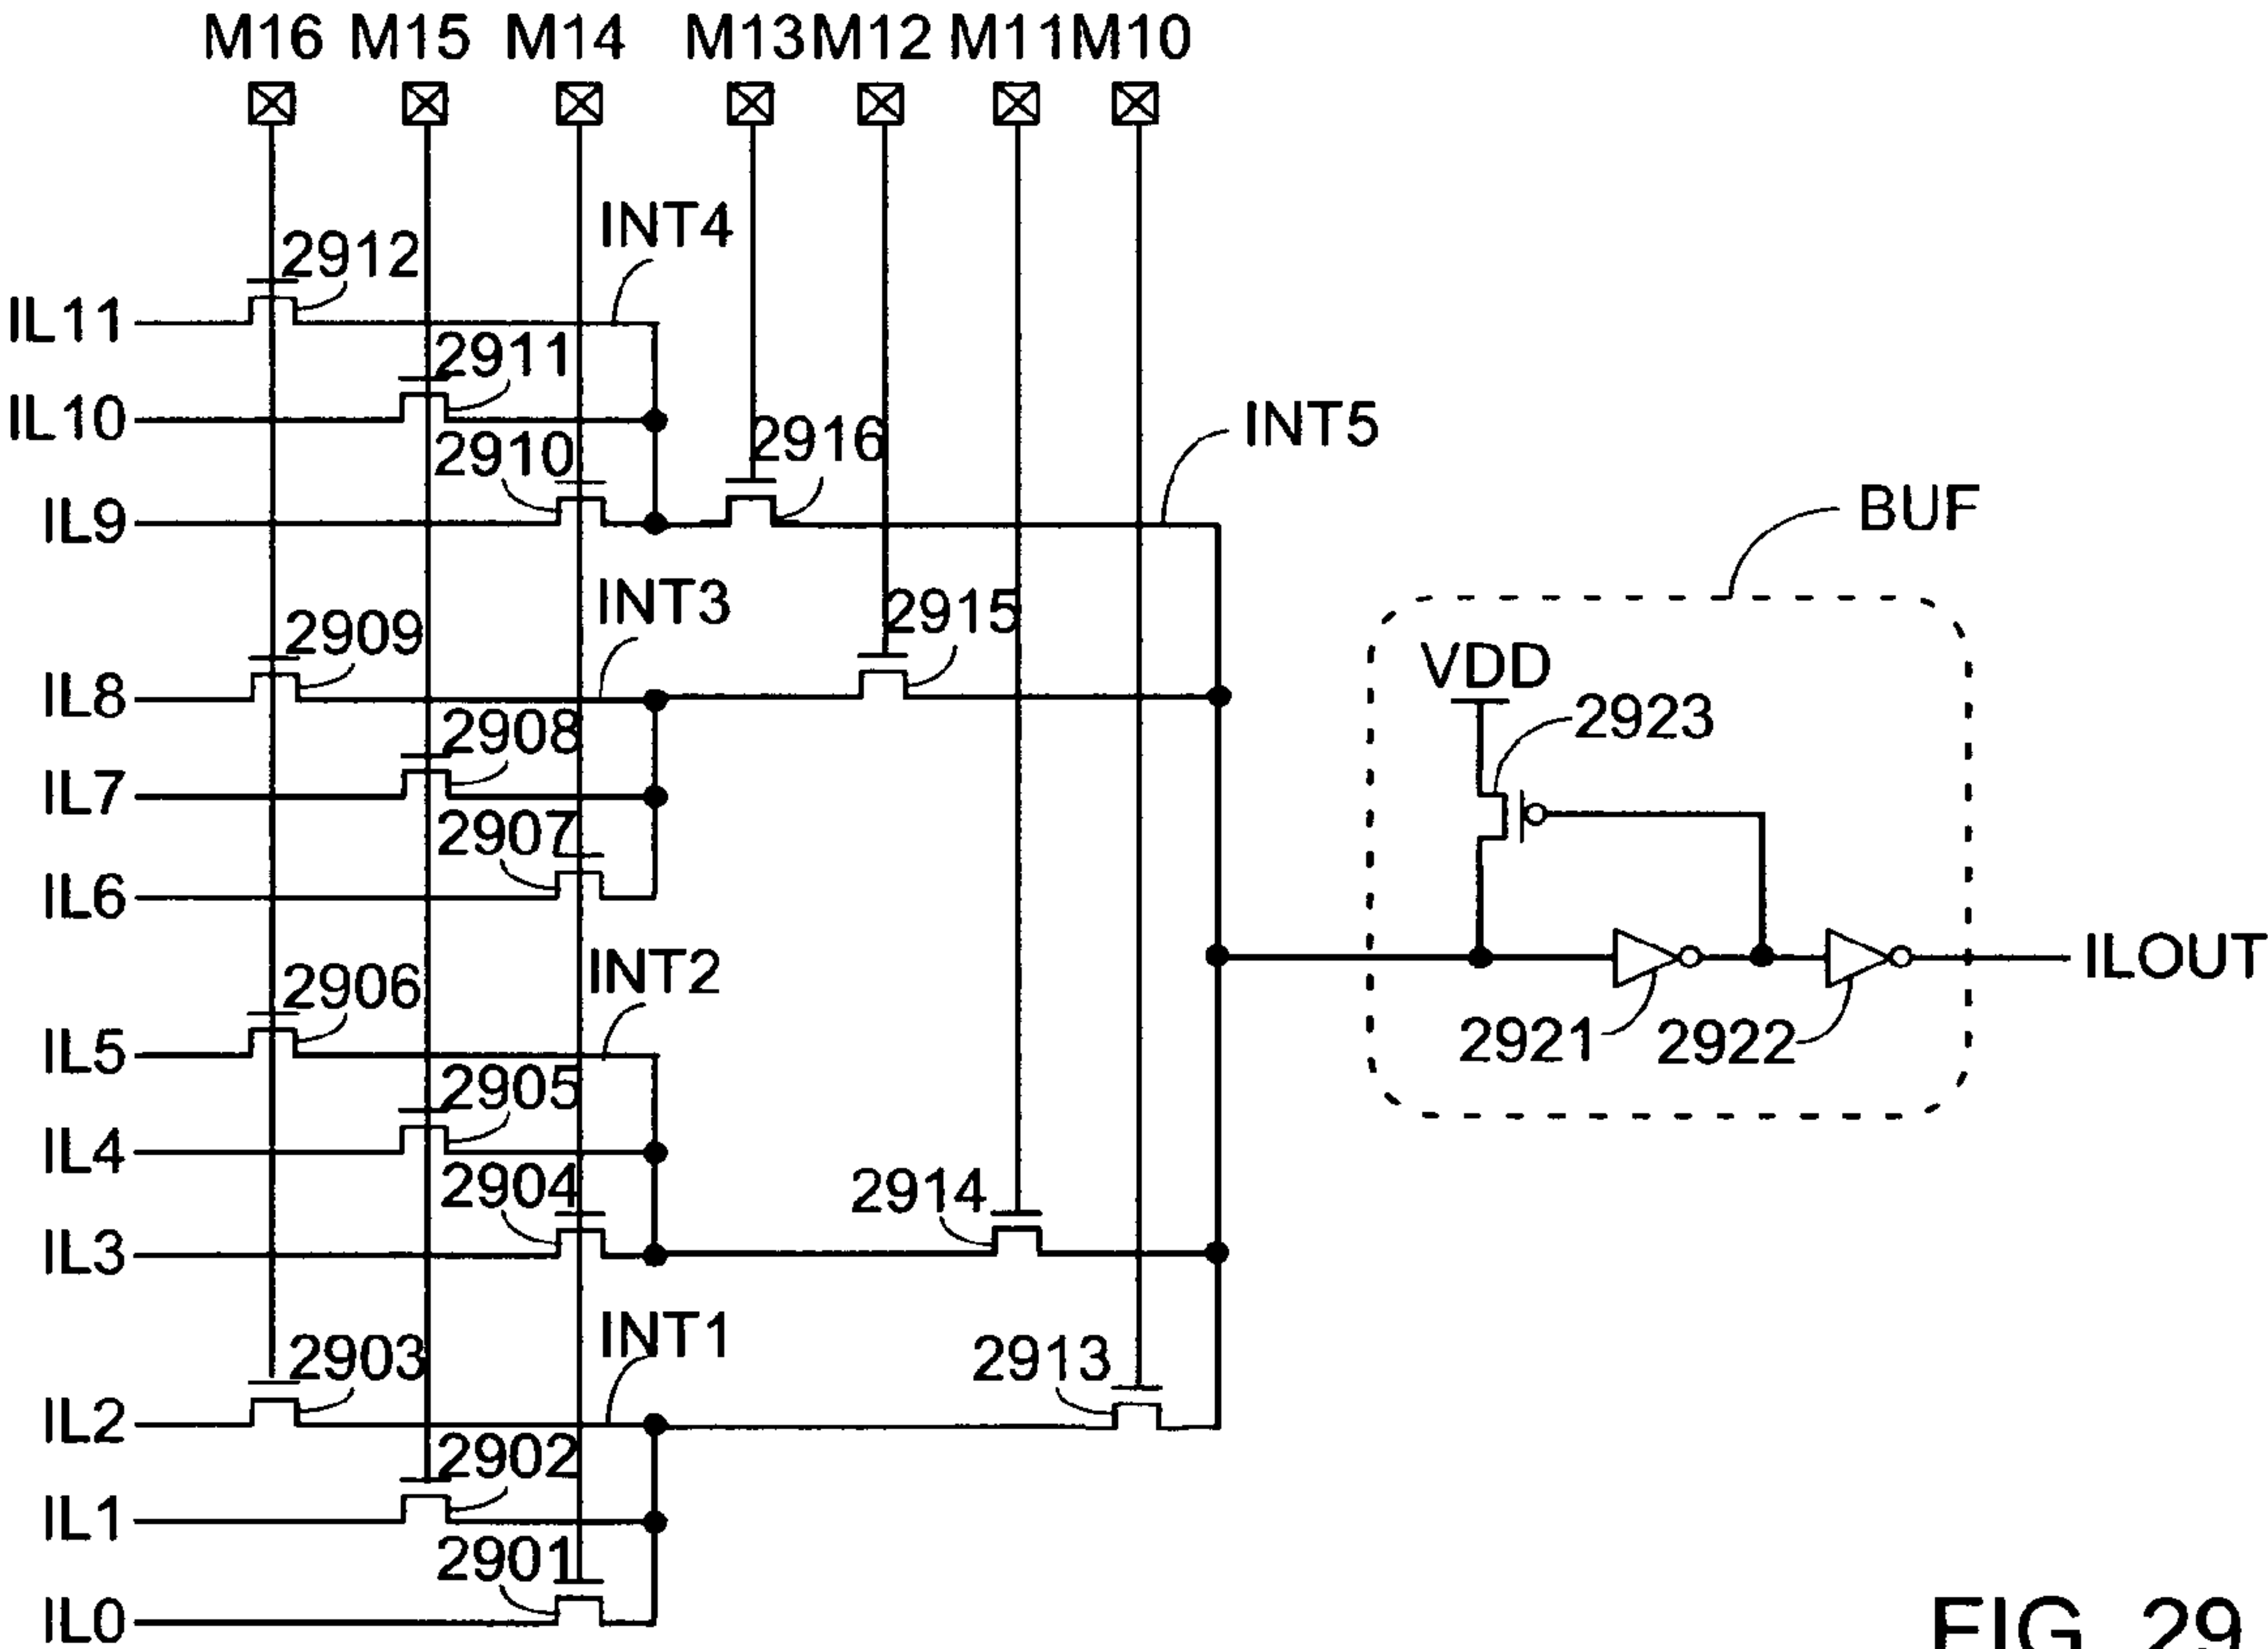 M16 M15 M14 M13 M12 M11 M10
INT4
2912
IL11
2911
IL10
2910
2916
INT5
IL9
BUF
INT3
2915
2909
VDD
IL8
2923
2908
IL7
2907
IL6
INT2
ILOUT
2906
2921
2922
IL5
2905
IL4
2904
2914
IL3
INT1
2903
2913
IL2
2902
IL1
2901
IL0
FIG. 29